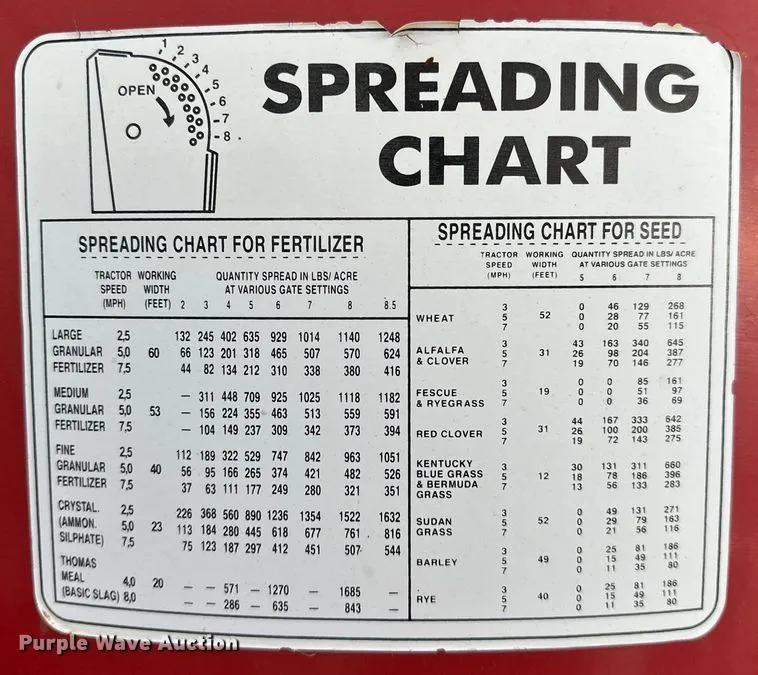 1
2
3
4
5
6
7
8
OPEN
SPREADING
CHART
SPREADING CHART FOR FERTILIZER
TRACTOR WORKING QUANTITY SPREAD IN LBS/ ACRE
SPEED WIDTH AT VARIOUS GATE SETTINGS
(MPH) (FEET) 2 3 4 5 6 7 8 8.5
LARGE 2,5 132 245 402 635 929 1014 1140 1248
GRANULAR 5,0 60 66 123 201 318 465 507 570 624
FERTILIZER 7,5 44 82 134 212 310 338 380 416
MEDIUM 2,5 — 311 448 709 925 1025 1118 1182
GRANULAR 5,0 53 — 156 224 355 463 513 559 591
FERTILIZER 7,5 — 104 149 237 309 342 373 394
FINE 2,5 112 189 322 529 747 842 963 1051
GRANULAR 5,0 40 56 95 166 265 374 421 482 526
FERTILIZER 7,5 37 63 111 177 249 280 321 351
CRYSTAL. 2,5 226 368 560 890 1236 1354 1522 1632
(AMMON. 5,0 23 113 184 280 445 618 677 761 816
SILPHATE) 7,5 75 123 187 297 412 451 507 544
THOMAS
MEAL 4,0 20 — — 571 — 1270 — 1685 —
(BASIC SLAG) 8,0 — — 286 — 635 — 843 —
SPREADING CHART FOR SEED
TRACTOR WORKING QUANTITY SPREAD IN LBS/ ACRE
SPEED WIDTH AT VARIOUS GATE SETTINGS
(MPH) (FEET) 5 6 7 8
3 0 46 129 268
WHEAT 5 52 0 28 77 161
7 0 20 55 115
3 43 163 340 645
ALFALFA 5 31 26 98 204 387
& CLOVER 7 19 70 146 277
3 0 0 85 161
FESCUE 5 19 0 0 51 97
& RYEGRASS 7 0 0 36 69
3 44 167 333 642
RED CLOVER 5 31 26 100 200 385
7 19 72 143 275
KENTUCKY 3 30 131 311 660
BLUE GRASS 5 12 18 78 186 396
& BERMUDA 7 13 56 133 283
GRASS
3 0 49 131 271
SUDAN 5 52 0 29 79 163
GRASS 7 0 21 56 116
3 0 25 81 186
BARLEY 5 49 0 15 49 111
7 0 11 35 80
3 0 25 81 186
RYE 5 40 0 15 49 111
7 0 11 35 80
Purple Wave Auction